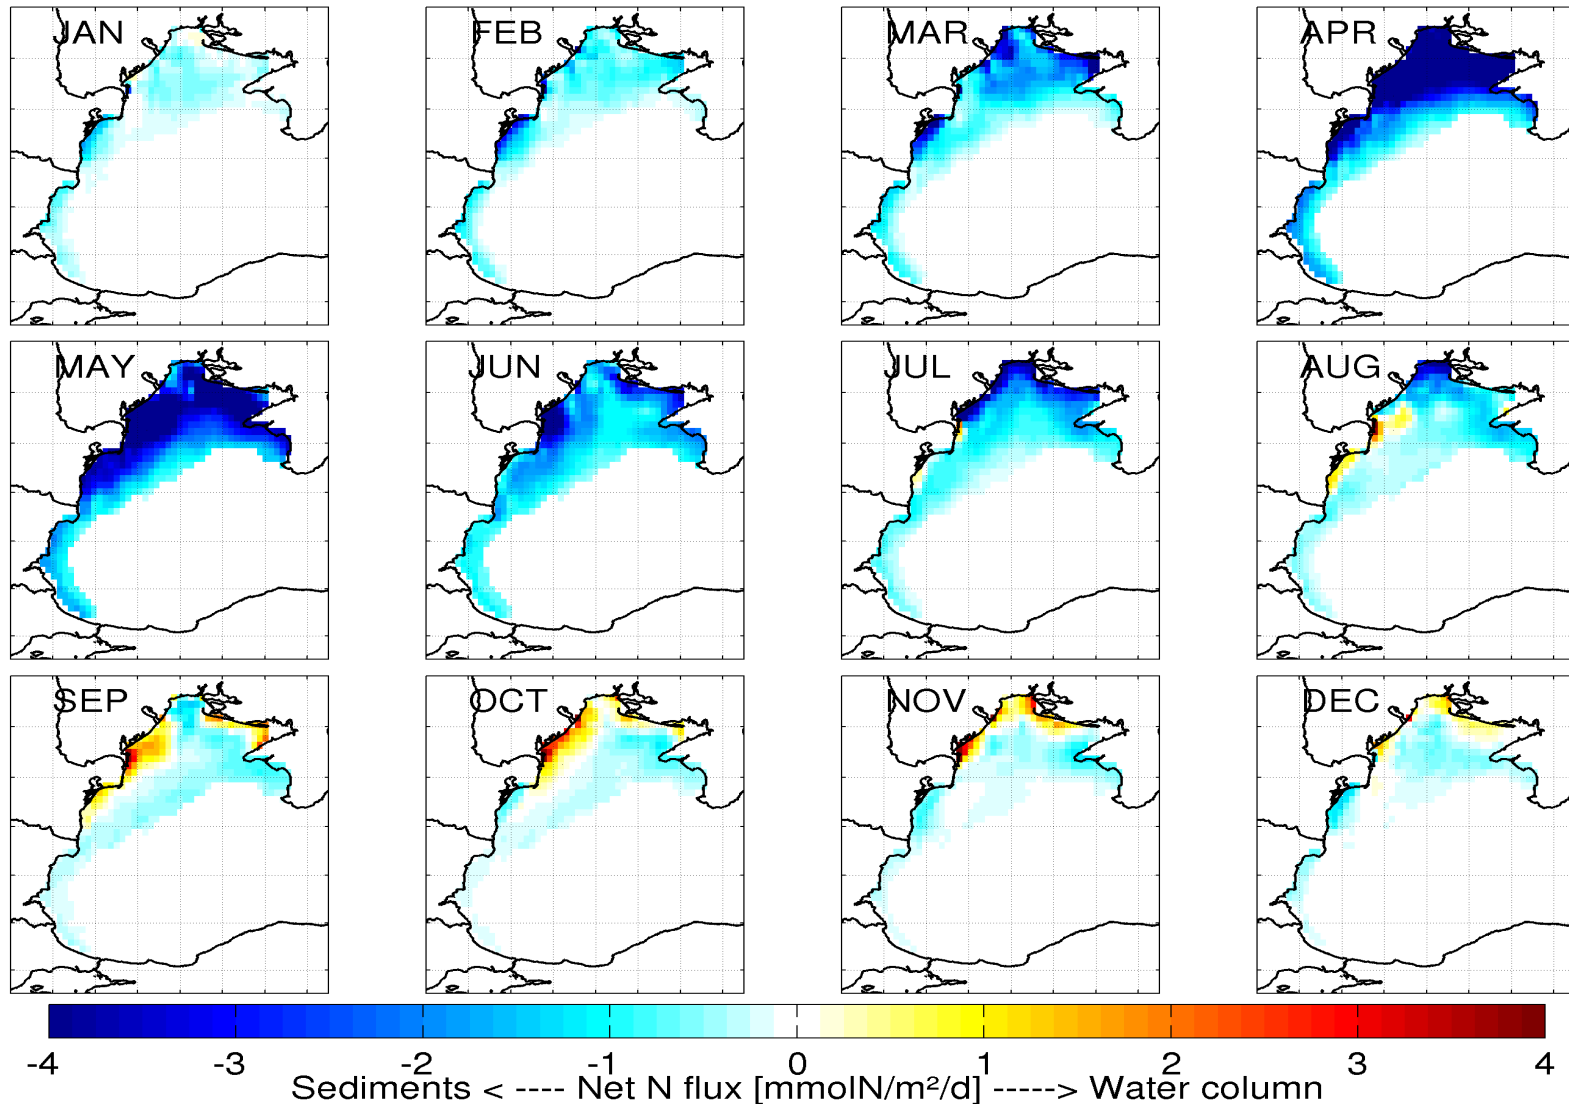 JAN FEB MAR APR
MAY JUN JUL AUG
SEP OCT NOV DEC
-4 -3 -2 -1 0 1 2 3 4
Sediments < ---- Net N flux [mmolN/m²/d] -----> Water column